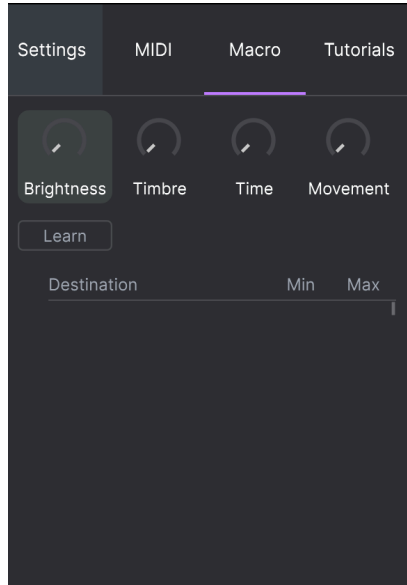 Settings MIDI Macro Tutorials
Brightness Timbre Time Movement
Learn
Destination Min Max